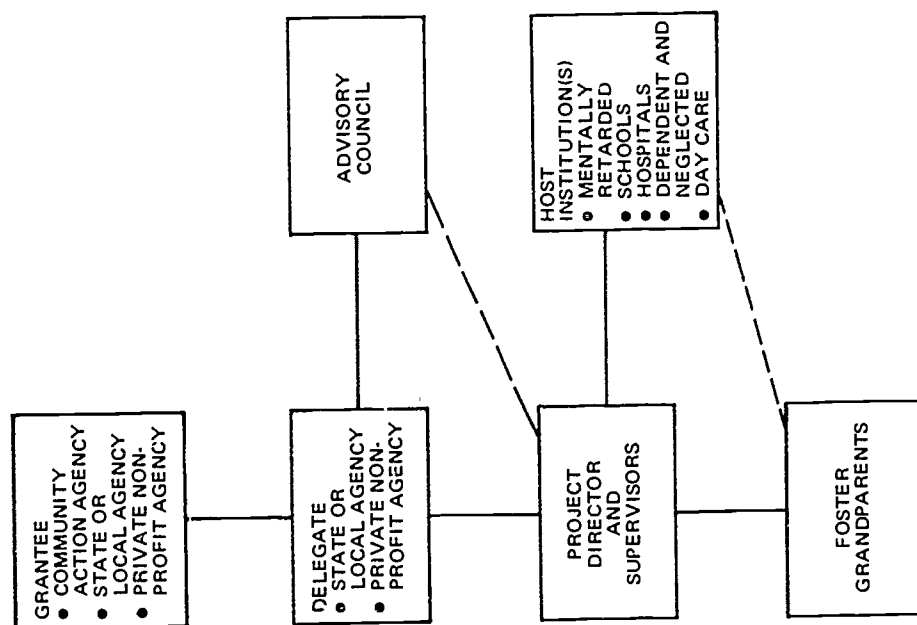 GRANTEE
● COMMUNITY
ACTION AGENCY
● STATE OR
LOCAL AGENCY
● PRIVATE NON-
PROFIT AGENCY
DELEGATE
● STATE OR
LOCAL AGENCY
● PRIVATE NON-
PROFIT AGENCY
ADVISORY
COUNCIL
PROJECT
DIRECTOR
AND
SUPERVISORS
HOST
INSTITUTION(S)
● MENTALLY
RETARDED
● SCHOOLS
● HOSPITALS
● DEPENDENT AND
NEGLECTED
● DAY CARE
FOSTER
GRANDPARENTS